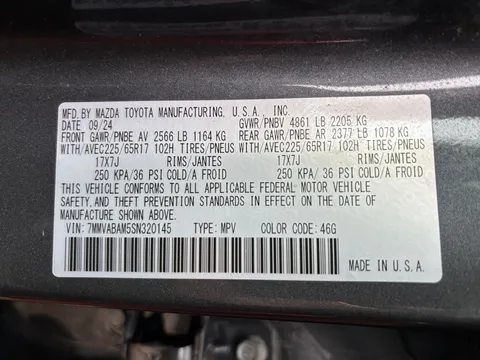 MFD. BY MAZDA TOYOTA MANUFACTURING, U.S.A., INC.
DATE 09/24 GVWR/PNBV 4861 LB 2205 KG
FRONT GAWR/PNBE AV 2566 LB 1164 KG REAR GAWR/PNBE AR 2377 LB 1078 KG
WITH/AVEC225/65R17 102H TIRES/PNEUS WITH/AVEC225/65R17 102H TIRES/PNEUS
17X7J RIMS/JANTES 17X7J RIMS/JANTES
250 KPA/36 PSI COLD/A FROID 250 KPA/36 PSI COLD/A FROID
THIS VEHICLE CONFORMS TO ALL APPLICABLE FEDERAL MOTOR VEHICLE
SAFETY, AND THEFT PREVENTION STANDARDS IN EFFECT ON THE DATE OF
MANUFACTURE SHOWN ABOVE.
VIN: 7MMVABAM5SN320145 TYPE: MPV COLOR CODE: 46G
MADE IN U.S.A.